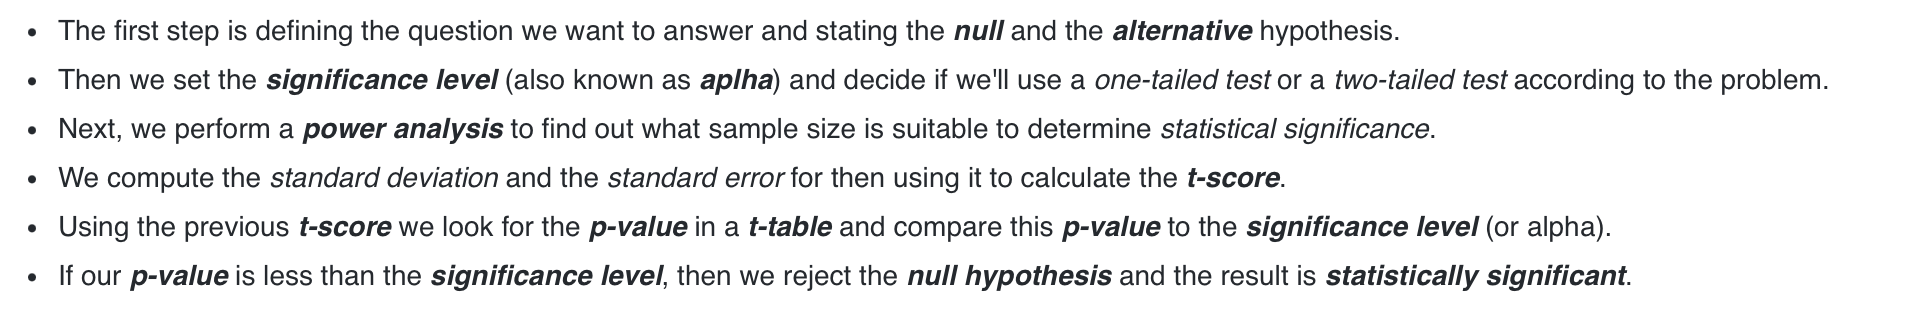 • The first step is defining the question we want to answer and stating the null and the alternative hypothesis.
• Then we set the significance level (also known as aplha) and decide if we'll use a one-tailed test or a two-tailed test according to the problem.
• Next, we perform a power analysis to find out what sample size is suitable to determine statistical significance.
• We compute the standard deviation and the standard error for then using it to calculate the t-score.
• Using the previous t-score we look for the p-value in a t-table and compare this p-value to the significance level (or alpha).
• If our p-value is less than the significance level, then we reject the null hypothesis and the result is statistically significant.